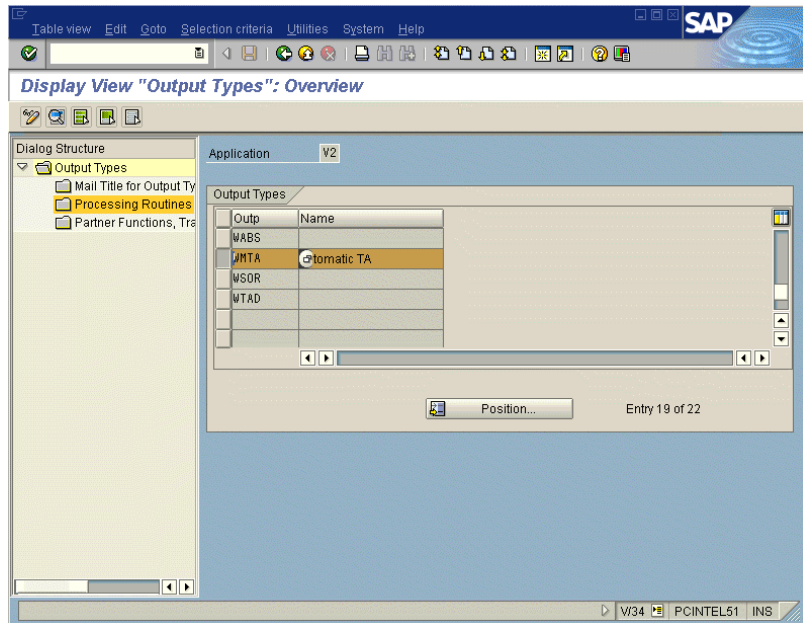 Table view Edit Goto Selection criteria Utilities System Help
SAP
Display View "Output Types": Overview
Dialog Structure
Output Types
Mail Title for Output Ty
Processing Routines
Partner Functions, Tra
Application V2
Output Types
Outp Name
WABS
WMTA tomatic TA
WSOR
WTAD
Position... Entry 19 of 22
V/34 PCINTEL51 INS